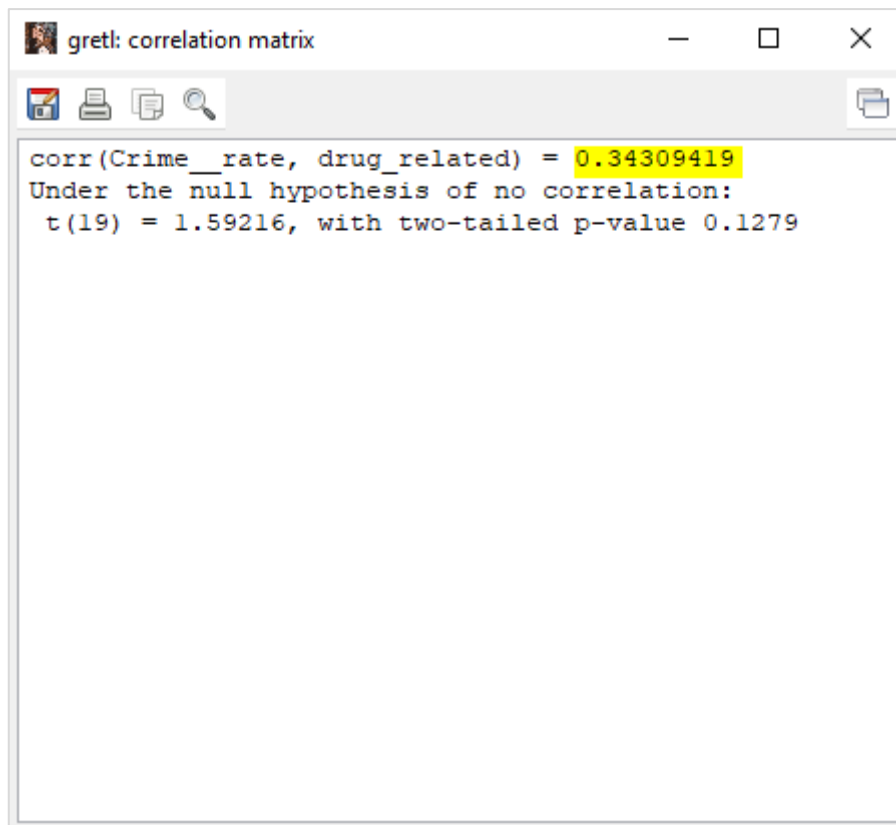 gretl: correlation matrix
corr(Crime__rate, drug_related) = 0.34309419
Under the null hypothesis of no correlation:
 t(19) = 1.59216, with two-tailed p-value 0.1279